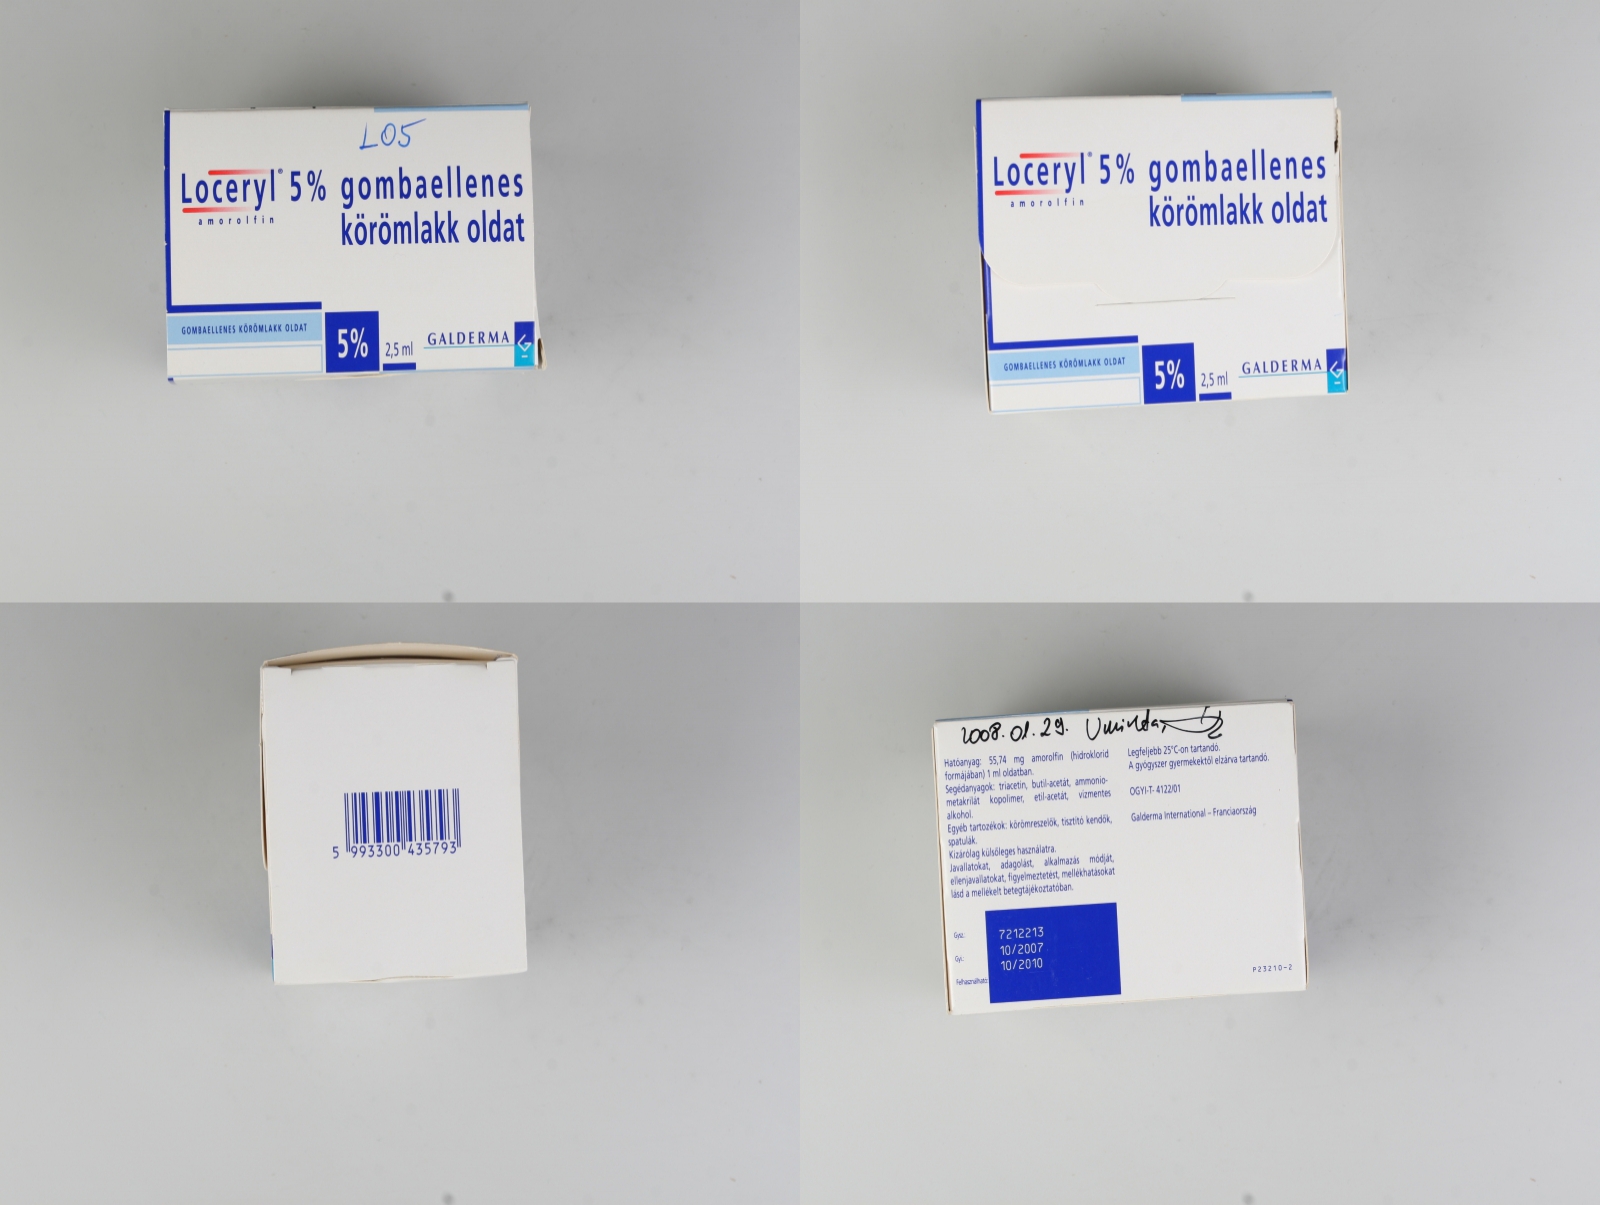 L05
Loceryl® 5% gombaellenes
körömlakk oldat
amorolfin
GOMBAELLENES KÖRÖMLAKK OLDAT
5%
2,5 ml
GALDERMA
Loceryl® 5% gombaellenes
körömlakk oldat
amorolfin
GOMBAELLENES KÖRÖMLAKK OLDAT
5%
2,5 ml
GALDERMA
5 993300 435793
2008.01.29.
Hatóanyag: 55,74 mg amorolfin (hidroklorid
formájában) 1 ml oldatban.
Segédanyagok: triacetin, butil-acetát, ammonio-
metakrilát kopolimer, etil-acetát, vízmentes
alkohol.
Egyéb tartozékok: körömreszelők, tisztító kendők,
spatulák.
Kizárólag külsőleges használatra.
Javallatokat, adagolást, alkalmazás módját,
ellenjavallatokat, figyelmeztetést, mellékhatásokat
lásd a mellékelt betegtájékoztatóban.
Legfeljebb 25°C-on tartandó.
A gyógyszer gyermekektől elzárva tartandó.
OGYI-T- 4122/01
Galderma International – Franciaország
Gysz.:
7212213
10/2007
Gyi.:
10/2010
Felhasználható:
P23210-2